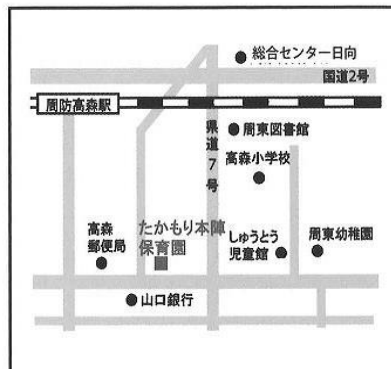 総合センター日向
国道2号
周防高森駅
県道7号
周東図書館
高森小学校
高森
郵便局
たかもり本陣
保育園
しゅうとう
児童館
周東幼稚園
山口銀行